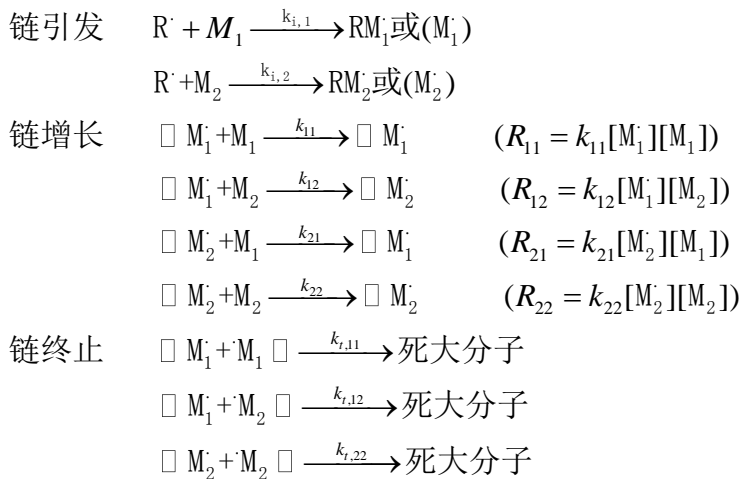 链引发 R˙+M₁ —k_{i,1}→ RM₁˙或(M₁˙)
R˙+M₂ —k_{i,2}→ RM₂˙或(M₂˙)
链增长 □ M₁˙+M₁ —k₁₁→ □ M₁˙ (R₁₁ = k₁₁[M₁˙][M₁])
□ M₁˙+M₂ —k₁₂→ □ M₂˙ (R₁₂ = k₁₂[M₁˙][M₂])
□ M₂˙+M₁ —k₂₁→ □ M₁˙ (R₂₁ = k₂₁[M₂˙][M₁])
□ M₂˙+M₂ —k₂₂→ □ M₂˙ (R₂₂ = k₂₂[M₂˙][M₂])
链终止 □ M₁˙+˙M₁ □ —k_{t,11}→ 死大分子
□ M₁˙+˙M₂ □ —k_{t,12}→ 死大分子
□ M₂˙+˙M₂ □ —k_{t,22}→ 死大分子